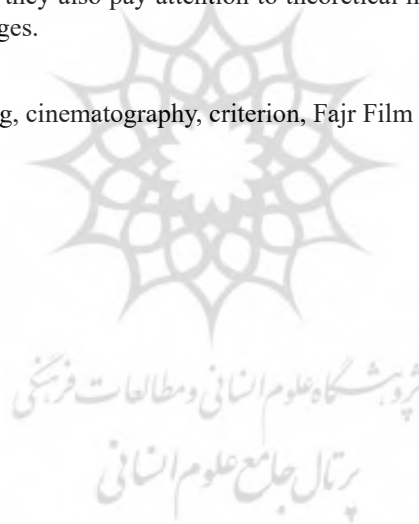 they also pay attention to theoretical
ges.
g, cinematography, criterion, Fajr Film
پژوهشگاه علوم انسانی و مطالعات فرهنگی
پرتال جامع علوم انسانی